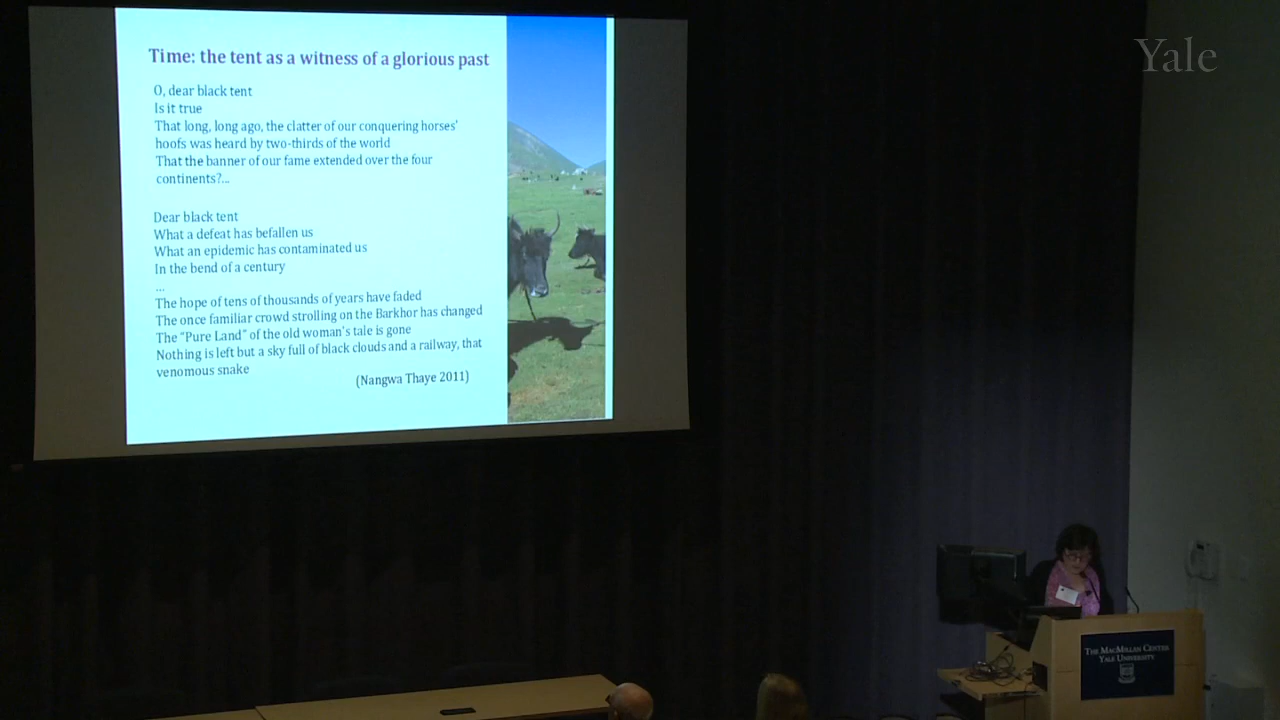 Yale
Time: the tent as a witness of a glorious past
O, dear black tent
Is it true
That long, long ago, the clatter of our conquering horses'
hoofs was heard by two-thirds of the world
That the banner of our fame extended over the four
continents?...
Dear black tent
What a defeat has befallen us
What an epidemic has contaminated us
In the bend of a century
...
The hope of tens of thousands of years have faded
The once familiar crowd strolling on the Barkhor has changed
The "Pure Land" of the old woman's tale is gone
Nothing is left but a sky full of black clouds and a railway, that
venomous snake
(Nangwa Thaye 2011)
THE MACMILLAN CENTER
YALE UNIVERSITY